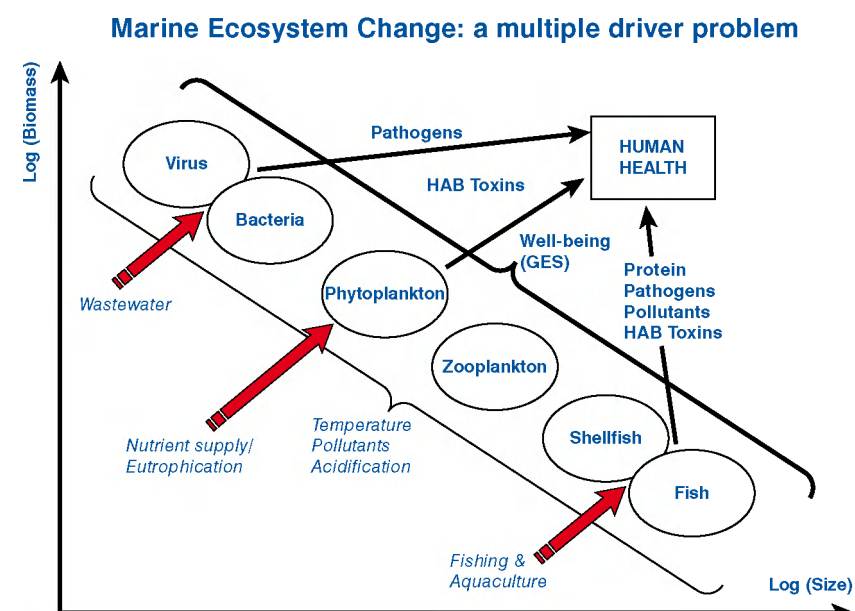 Marine Ecosystem Change: a multiple driver problem
Log (Biomass)
Virus
Bacteria
Phytoplankton
Zooplankton
Shellfish
Fish
Pathogens
HAB Toxins
HUMAN
HEALTH
Well-being
(GES)
Protein
Pathogens
Pollutants
HAB Toxins
Wastewater
Nutrient supply/
Eutrophication
Temperature
Pollutants
Acidification
Fishing &
Aquaculture
Log (Size)